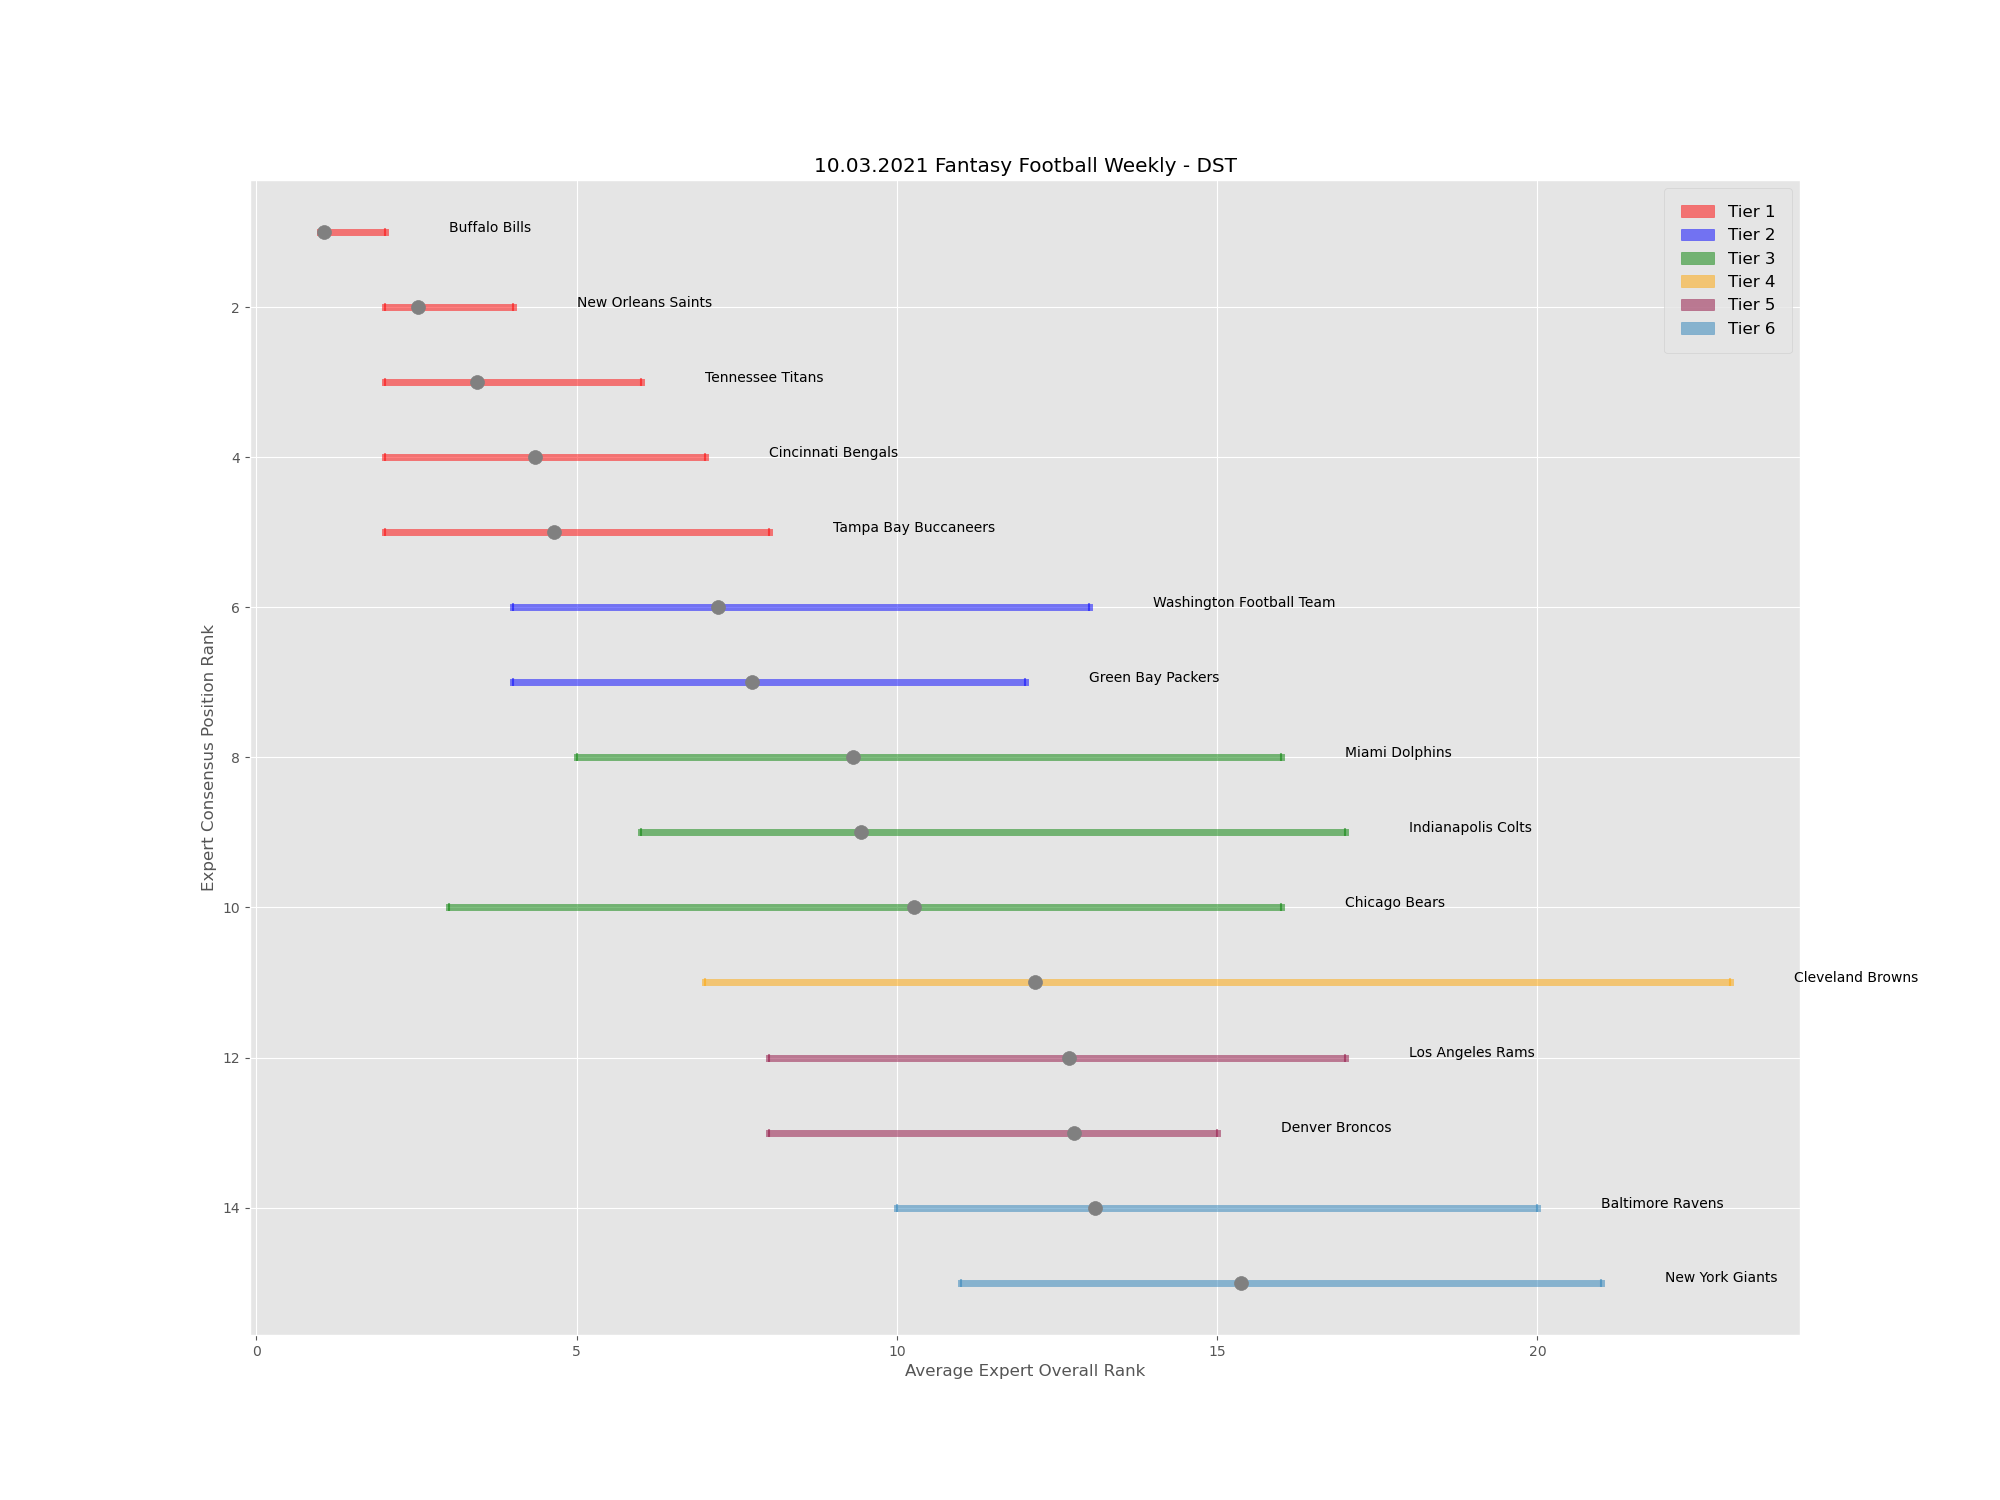 10.03.2021 Fantasy Football Weekly - DST
Tier 1
Tier 2
Tier 3
Tier 4
Tier 5
Tier 6
Buffalo Bills
2
New Orleans Saints
Tennessee Titans
4
Cincinnati Bengals
Tampa Bay Buccaneers
6
Washington Football Team
Green Bay Packers
8
Miami Dolphins
Indianapolis Colts
10
Chicago Bears
Cleveland Browns
12
Los Angeles Rams
Denver Broncos
14
Baltimore Ravens
New York Giants
Expert Consensus Position Rank
0 5 10 15 20
Average Expert Overall Rank